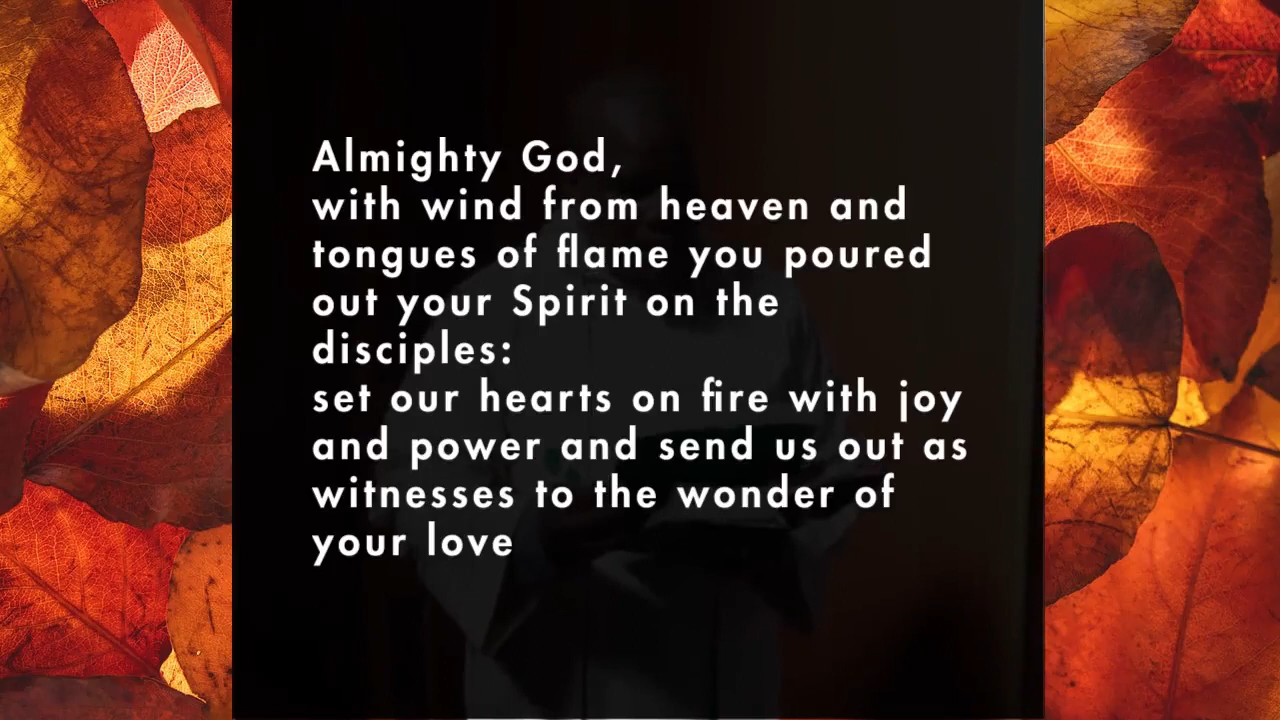 Almighty God,
with wind from heaven and
tongues of flame you poured
out your Spirit on the
disciples:
set our hearts on fire with joy
and power and send us out as
witnesses to the wonder of
your love